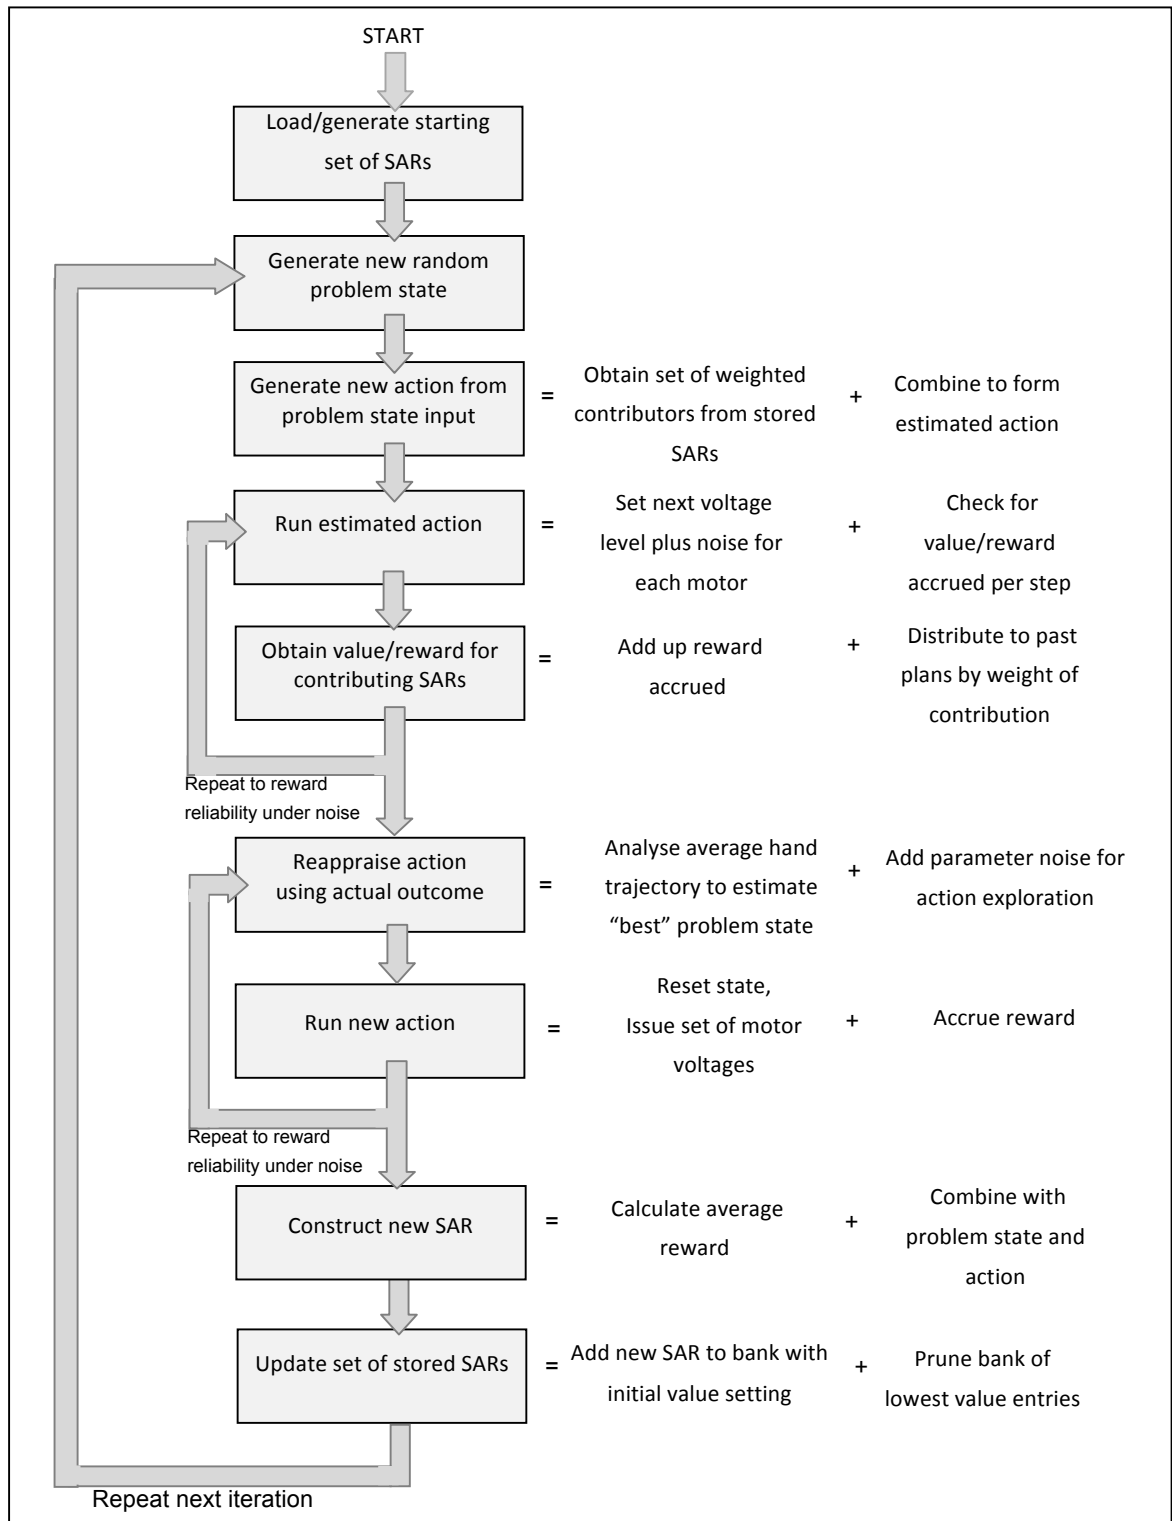 START
Load/generate starting
set of SARs
Generate new random
problem state
Generate new action from
problem state input
=
Obtain set of weighted
contributors from stored
SARs
+
Combine to form
estimated action
Run estimated action
=
Set next voltage
level plus noise for
each motor
+
Check for
value/reward
accrued per step
Obtain value/reward for
contributing SARs
=
Add up reward
accrued
+
Distribute to past
plans by weight of
contribution
Repeat to reward
reliability under noise
Reappraise action
using actual outcome
=
Analyse average hand
trajectory to estimate
“best” problem state
+
Add parameter noise for
action exploration
Run new action
=
Reset state,
Issue set of motor
voltages
+
Accrue reward
Repeat to reward
reliability under noise
Construct new SAR
=
Calculate average
reward
+
Combine with
problem state and
action
Update set of stored SARs
=
Add new SAR to bank with
initial value setting
+
Prune bank of
lowest value entries
Repeat next iteration